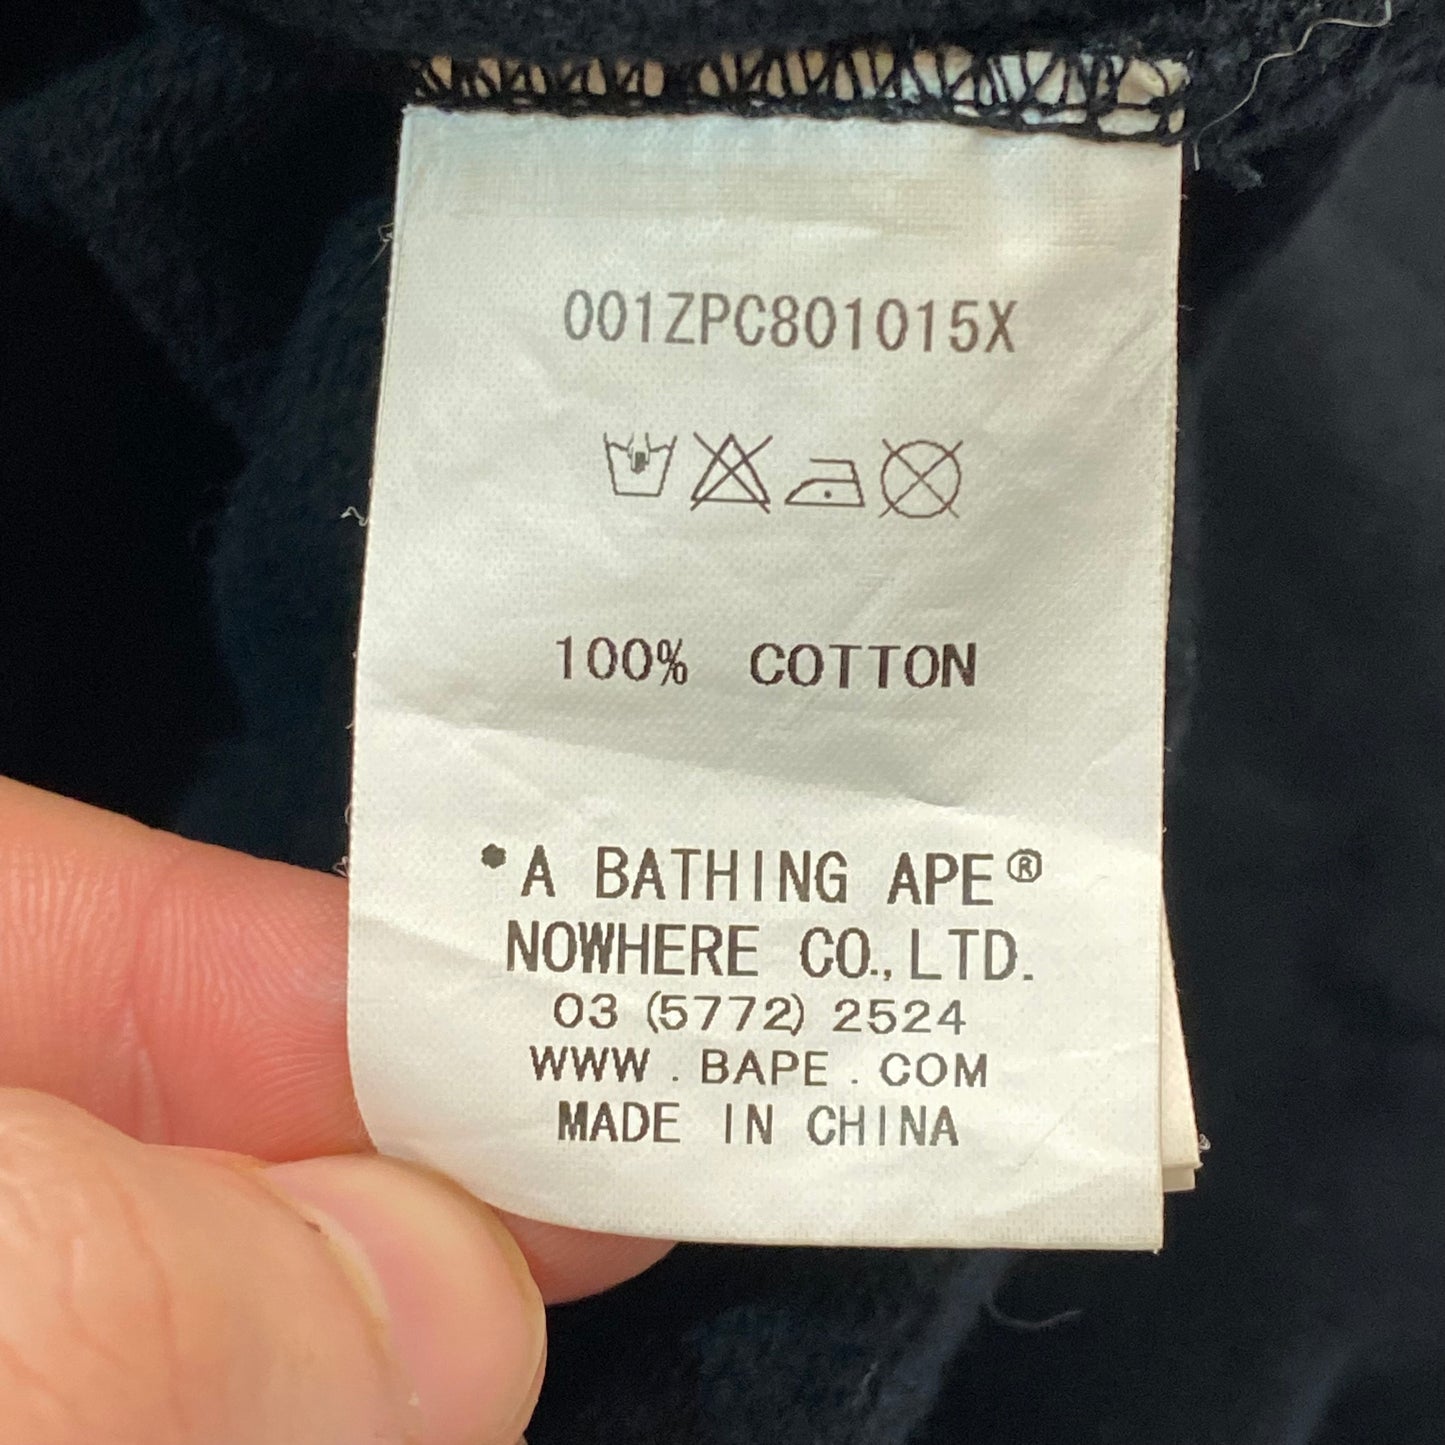 001ZPC801015X
100% COTTON
*A BATHING APE®
NOWHERE CO., LTD.
03 (5772) 2524
WWW . BAPE . COM
MADE IN CHINA